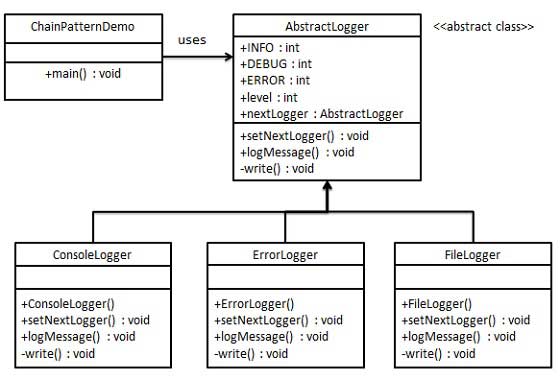 ChainPatternDemo
+main() : void
uses
AbstractLogger
<<abstract class>>
+INFO : int
+DEBUG : int
+ERROR : int
+level : int
+nextLogger : AbstractLogger
+setNextLogger() : void
+logMessage() : void
-write() : void
ConsoleLogger
+ConsoleLogger()
+setNextLogger() : void
+logMessage() : void
-write() : void
ErrorLogger
+ErrorLogger()
+setNextLogger() : void
+logMessage() : void
-write() : void
FileLogger
+FileLogger()
+setNextLogger() : void
+logMessage() : void
-write() : void